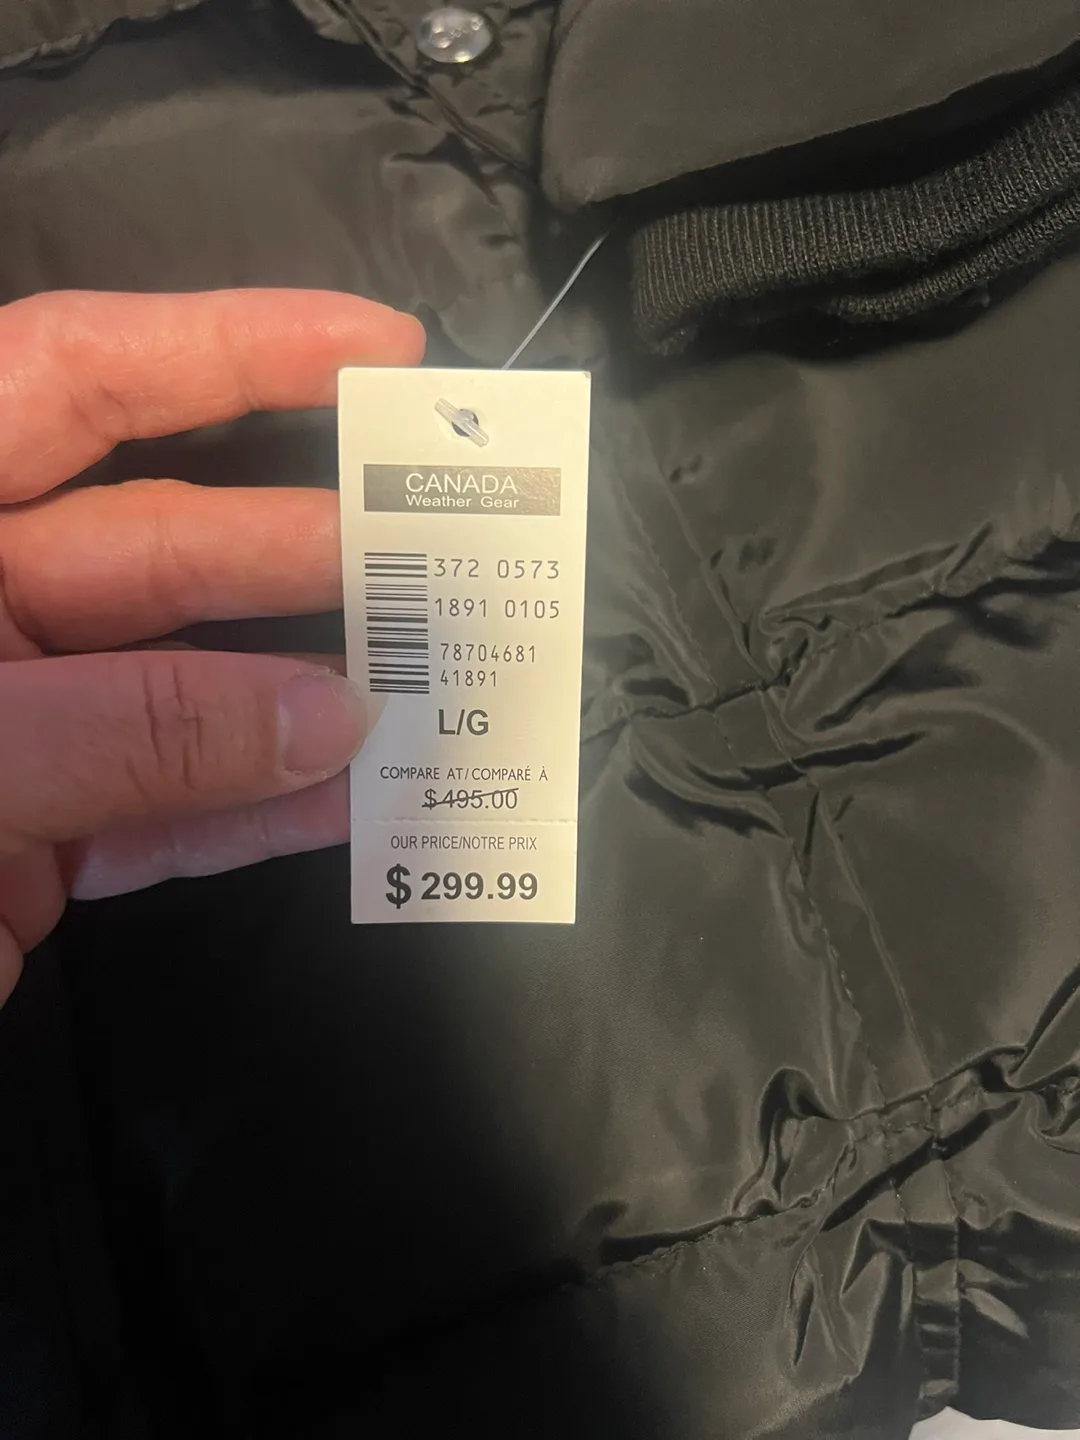 CANADA
Weather Gear
372 0573
1891 0105
78704681
41891
L/G
COMPARE AT/COMPARÉ À
$495.00
OUR PRICE/NOTRE PRIX
$299.99